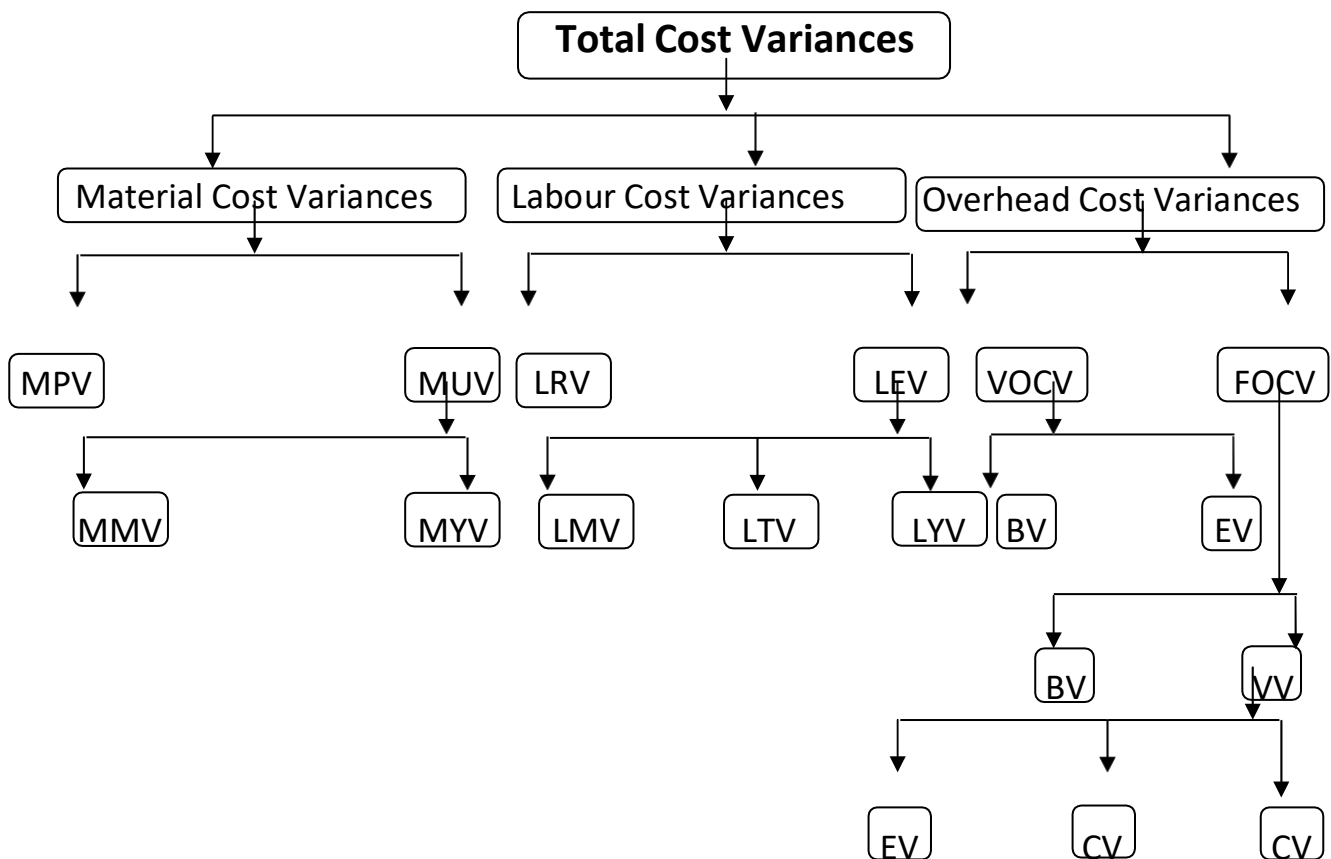 Total Cost Variances
Material Cost Variances Labour Cost Variances Overhead Cost Variances
MPV MUV LRV LEV VOCV FOCV
MMV MYV LMV LTV LYV BV EV
BV VV
EV CV CV